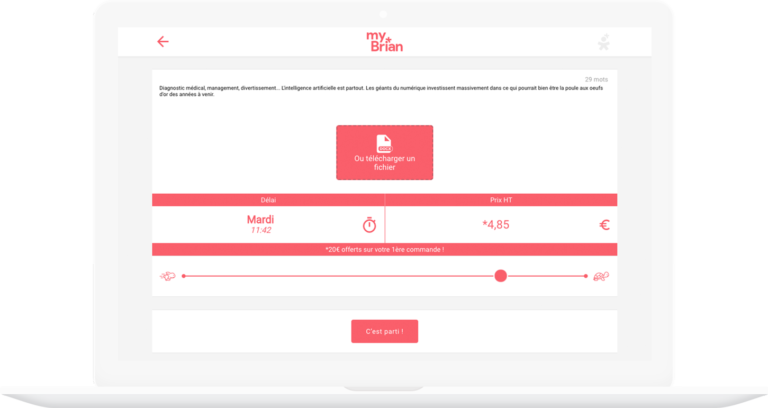 my
Brian
29 mots
Diagnostic médical, management, divertissement... L'intelligence artificielle est partout. Les géants du numérique investissent massivement dans ce qui pourrait bien être la poule aux oeufs
d'or des années à venir
Ou télécharger un
fichier
Délai
Prix HT
Mardi
11:42
*4,85
€
*20€ offerts sur votre 1ère commande !
C'est parti !